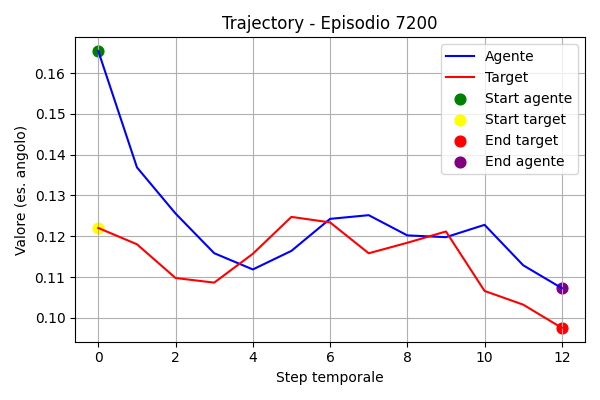 Trajectory - Episodio 7200
Valore (es. angolo)
0.16
0.15
0.14
0.13
0.12
0.11
0.10
Agente
Target
Start agente
Start target
End target
End agente
0 2 4 6 8 10 12
Step temporale